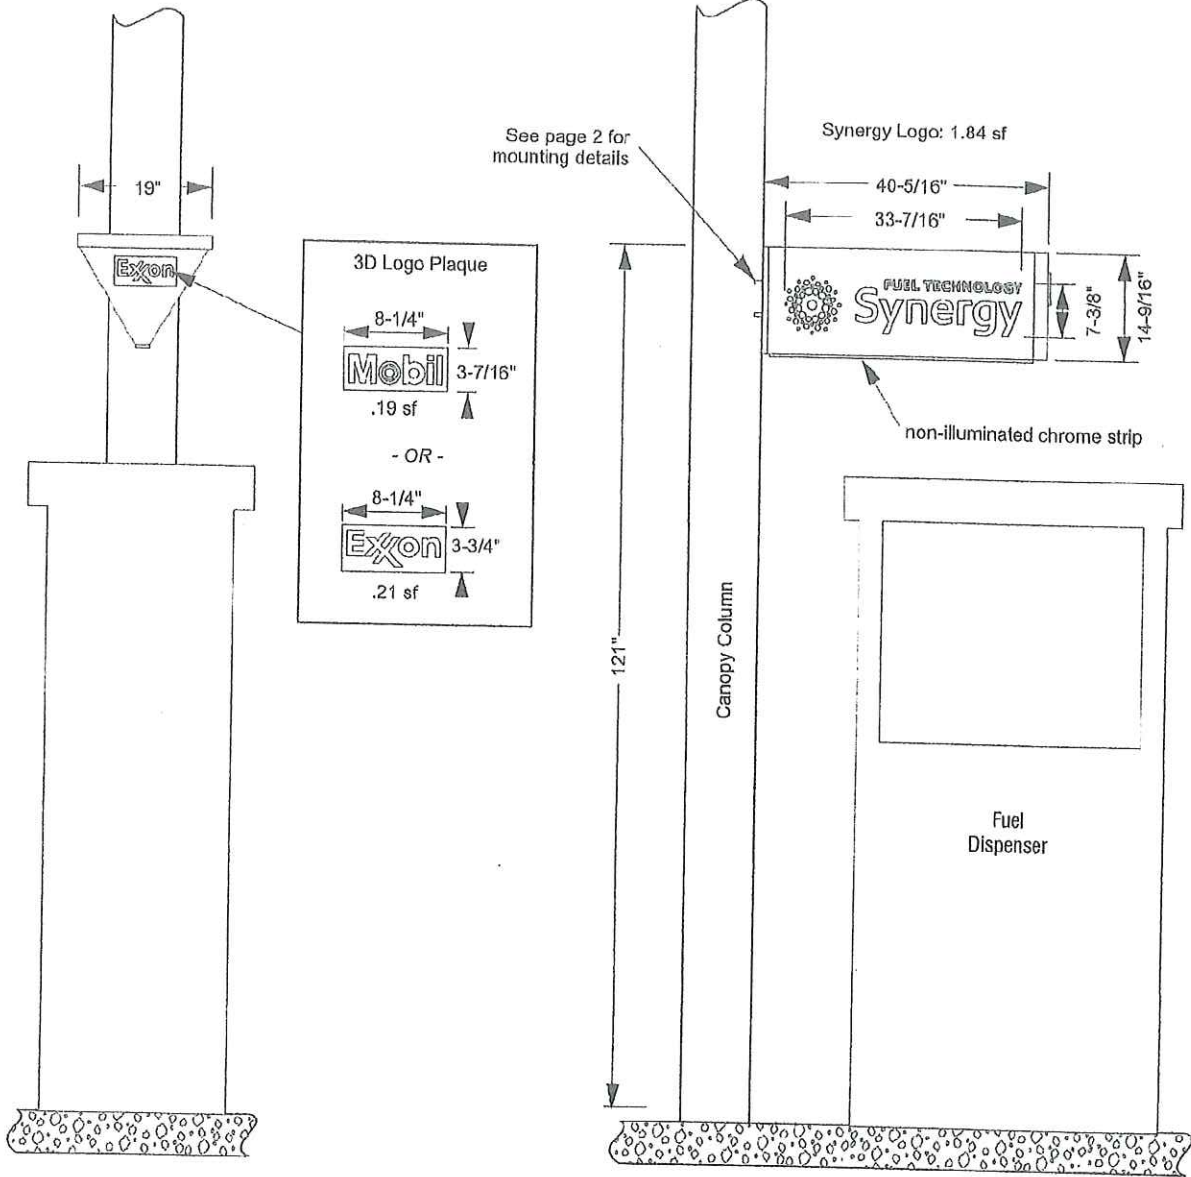 19"
Exxon
3D Logo Plaque
8-1/4"
Mobil
3-7/16"
.19 sf
- OR -
8-1/4"
Exxon
3-3/4"
.21 sf
See page 2 for
mounting details
Synergy Logo: 1.84 sf
40-5/16"
33-7/16"
FUEL TECHNOLOGY
Synergy
7-3/8"
14-9/16"
non-illuminated chrome strip
121"
Canopy Column
Fuel
Dispenser